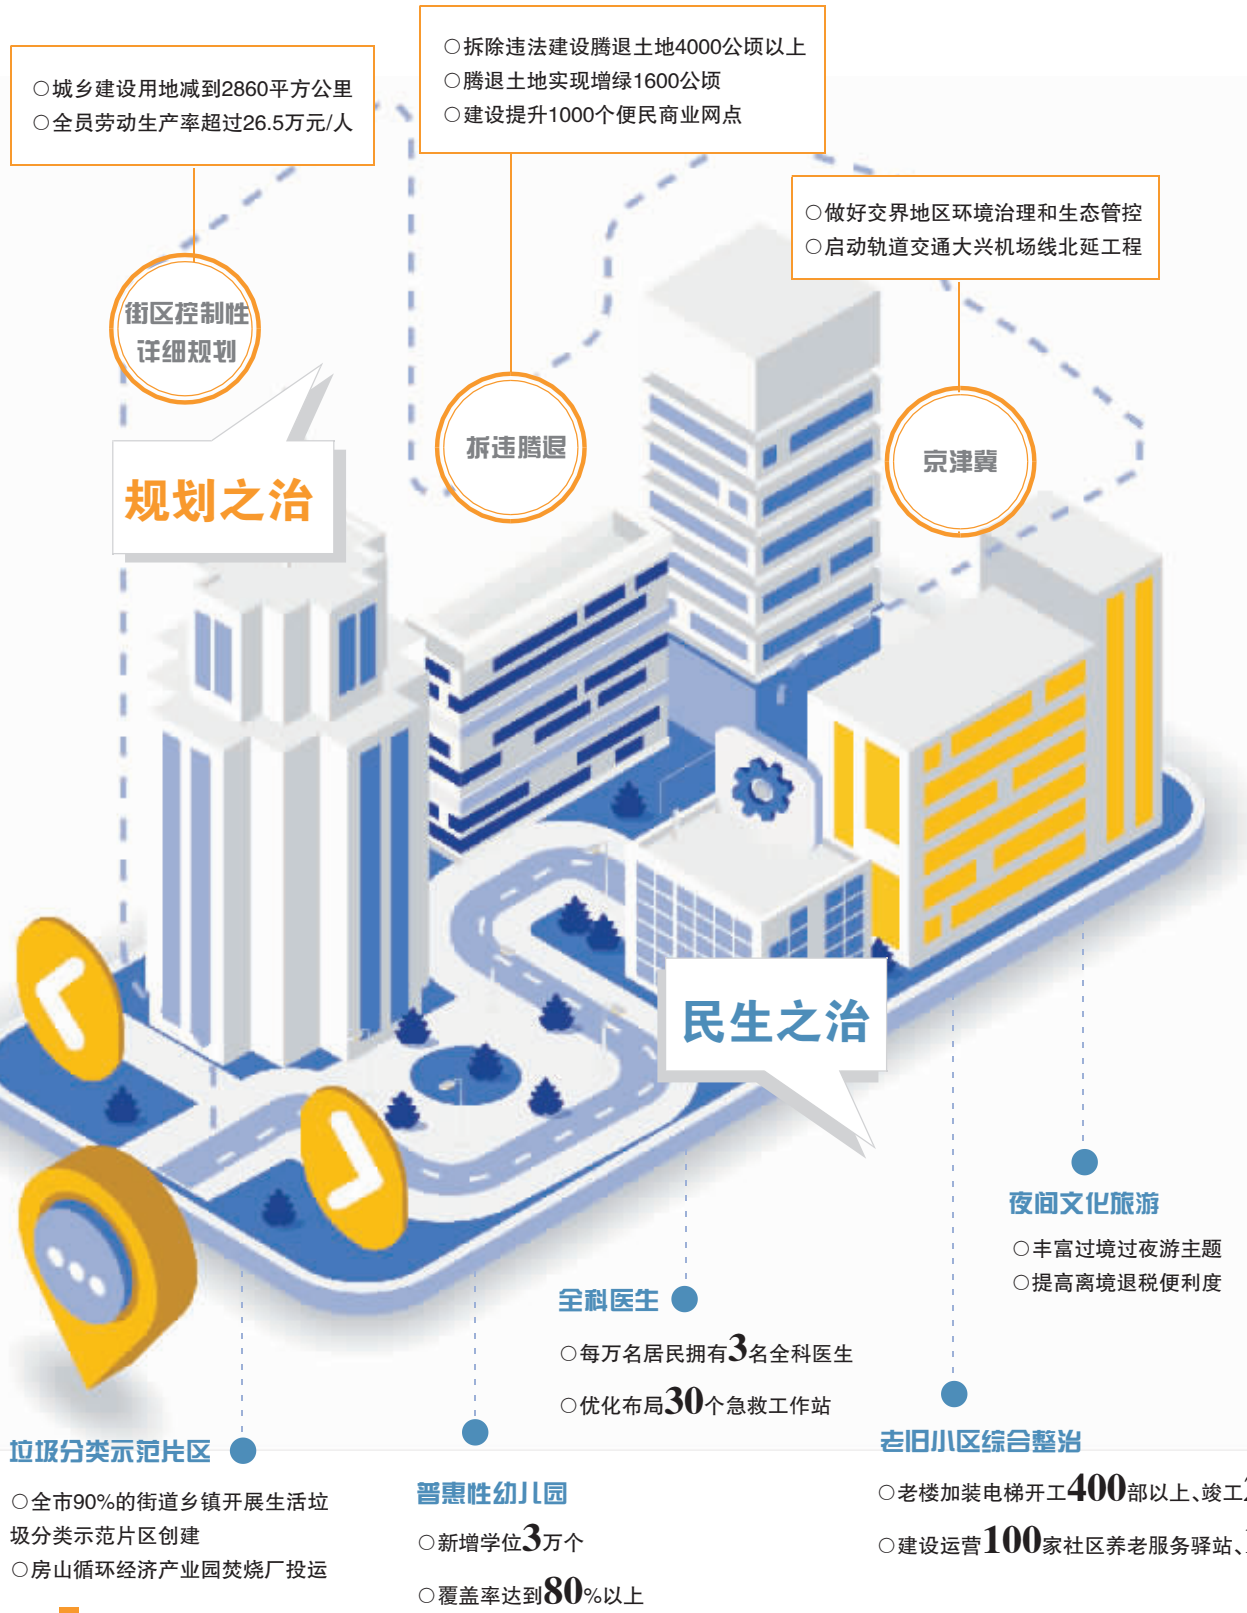 ○城乡建设用地减到2860平方公里
○全员劳动生产率超过26.5万元/人
○拆除违法建设腾退土地4000公顷以上
○腾退土地实现增绿1600公顷
○建设提升1000个便民商业网点
○做好交界地区环境治理和生态管控
○启动轨道交通大兴机场线北延工程
街区控制性
详细规划
拆违腾退
京津冀
规划之治
民生之治
夜间文化旅游
○丰富过境过夜游主题
○提高离境退税便利度
全科医生
○每万名居民拥有3名全科医生
○优化布局30个急救工作站
老旧小区综合整治
○老楼加装电梯开工400部以上、竣工
○建设运营100家社区养老服务驿站、
垃圾分类示范片区
○全市90%的街道乡镇开展生活垃
圾分类示范片区创建
○房山循环经济产业园焚烧厂投运
普惠性幼儿园
○新增学位3万个
○覆盖率达到80%以上